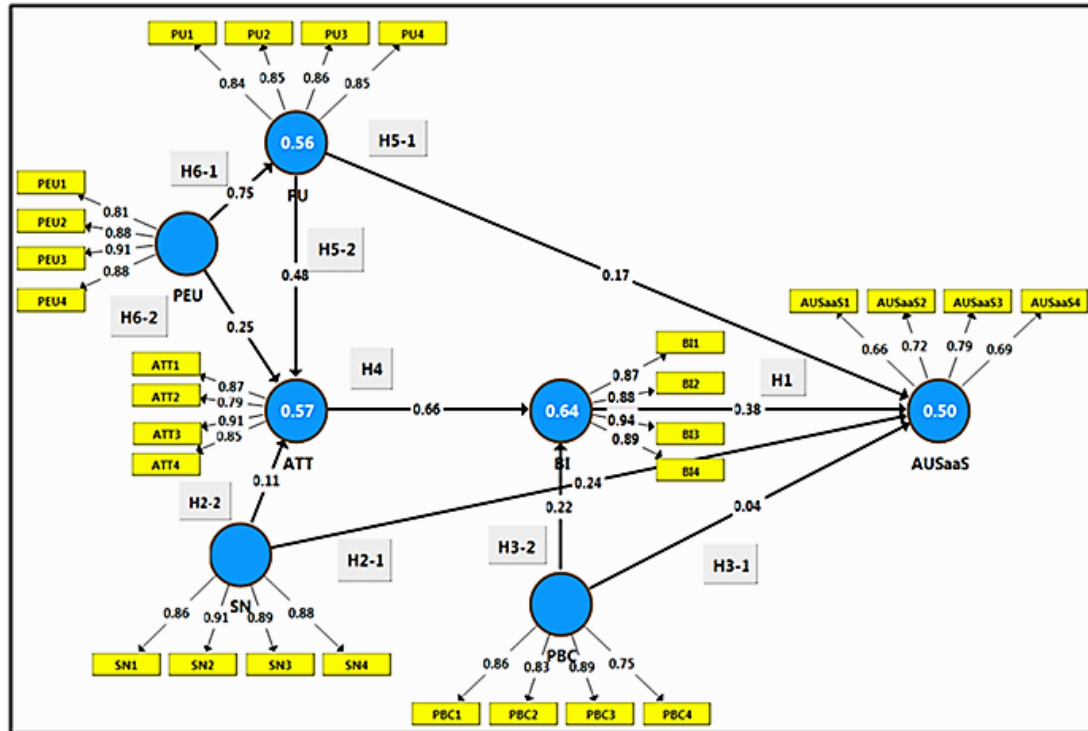 PU1 PU2 PU3 PU4
0.84 0.85 0.86 0.85
0.56
PU
H5-1
H6-1
0.75
PEU1
PEU2
PEU3
PEU4
0.81
0.88
0.91
0.88
PEU
H5-2
0.48
0.17
H6-2
0.25
AUSaaS1 AUSaaS2 AUSaaS3 AUSaaS4
0.66 0.72 0.79 0.69
ATT1
ATT2
ATT3
ATT4
0.87
0.79
0.91
0.85
0.57
ATT
H4
0.66
BI1
BI2
BI3
BI4
0.87
0.88
0.94
0.89
0.64
BI
H1
0.38
0.50
AUSaaS
0.11
H2-2
0.24
0.22
0.04
H2-1
H3-2
H3-1
SN
0.86 0.91 0.89 0.88
SN1 SN2 SN3 SN4
PBC
0.86 0.83 0.89 0.75
PBC1 PBC2 PBC3 PBC4